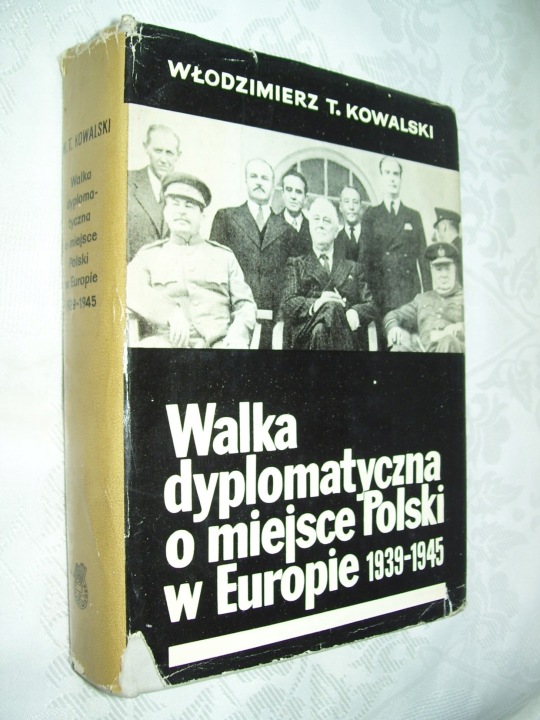 WŁODZIMIERZ T. KOWALSKI
Walka
dyplomatyczna
o miejsce Polski
w Europie 1939-1945
T. KOWALSKI
Walka
dyploma-
tyczna
o miejsce
Polski
w Europie
1939-1945